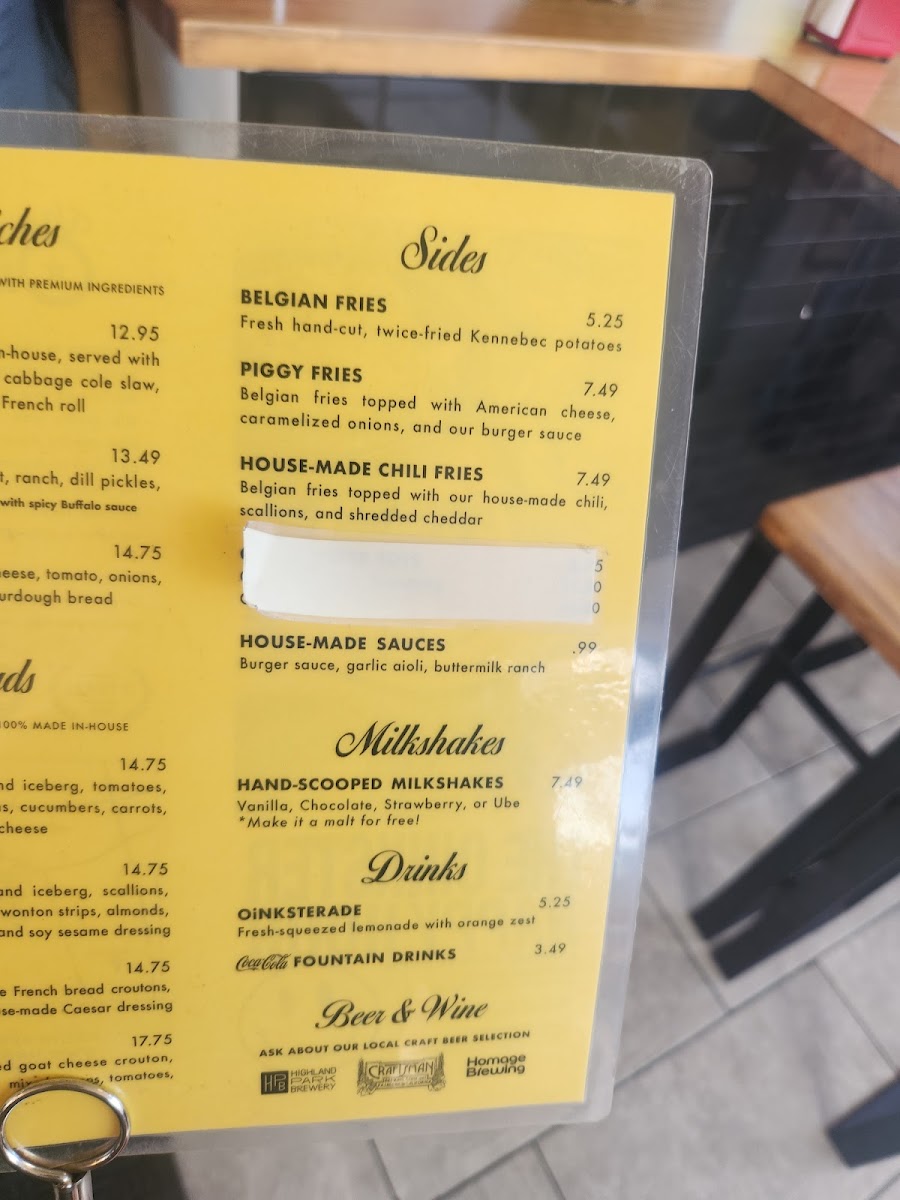 ches
WITH PREMIUM INGREDIENTS
12.95
n-house, served with
cabbage cole slaw,
French roll
13.49
t, ranch, dill pickles,
with spicy Buffalo sauce
14.75
eese, tomato, onions,
urdough bread
ads
100% MADE IN-HOUSE
14.75
nd iceberg, tomatoes,
s, cucumbers, carrots,
cheese
14.75
and iceberg, scallions,
wonton strips, almonds,
and soy sesame dressing
14.75
e French bread croutons,
se-made Caesar dressing
17.75
ed goat cheese crouton,
tomatoes,
Sides
BELGIAN FRIES 5.25
Fresh hand-cut, twice-fried Kennebec potatoes
PIGGY FRIES 7.49
Belgian fries topped with American cheese,
caramelized onions, and our burger sauce
HOUSE-MADE CHILI FRIES 7.49
Belgian fries topped with our house-made chili,
scallions, and shredded cheddar
5
0
0
HOUSE-MADE SAUCES .99
Burger sauce, garlic aioli, buttermilk ranch
Milkshakes
HAND-SCOOPED MILKSHAKES 7.49
Vanilla, Chocolate, Strawberry, or Ube
*Make it a malt for free!
Drinks
OiNKSTERADE 5.25
Fresh-squeezed lemonade with orange zest
Coca-Cola FOUNTAIN DRINKS 3.49
Beer & Wine
ASK ABOUT OUR LOCAL CRAFT BEER SELECTION
HPB HIGHLAND PARK BREWERY
CRAFTSMAN
Homage Brewing